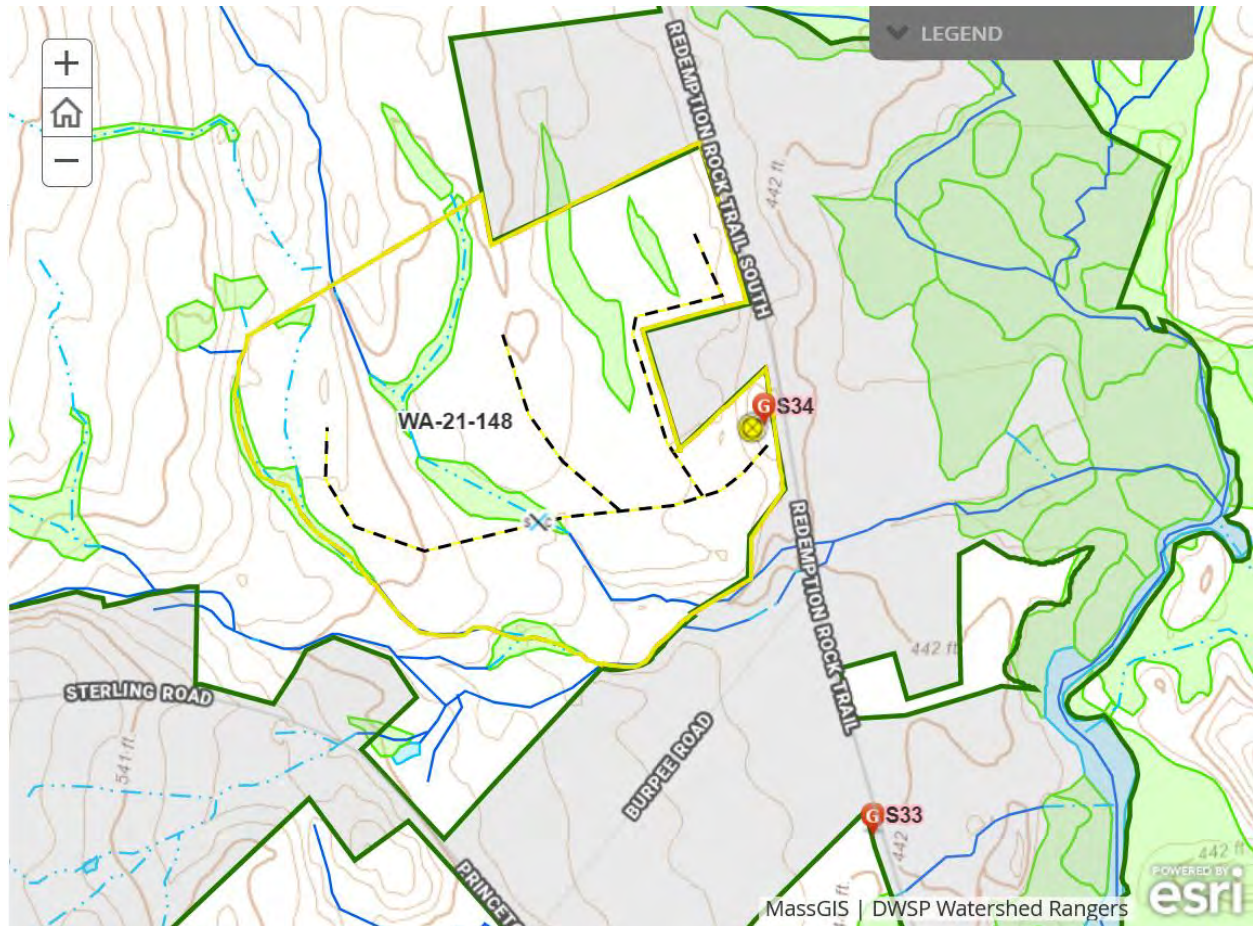 +
−
LEGEND
REDEMPTION ROCK TRAIL SOUTH
442 ft.
WA-21-148
G S34
REDEMPTION ROCK TRAIL
442 ft.
STERLING ROAD
541 ft.
BURPEE ROAD
G S33
442
442 ft
PRINCET
MassGIS | DWSP Watershed Rangers
POWERED BY
esri